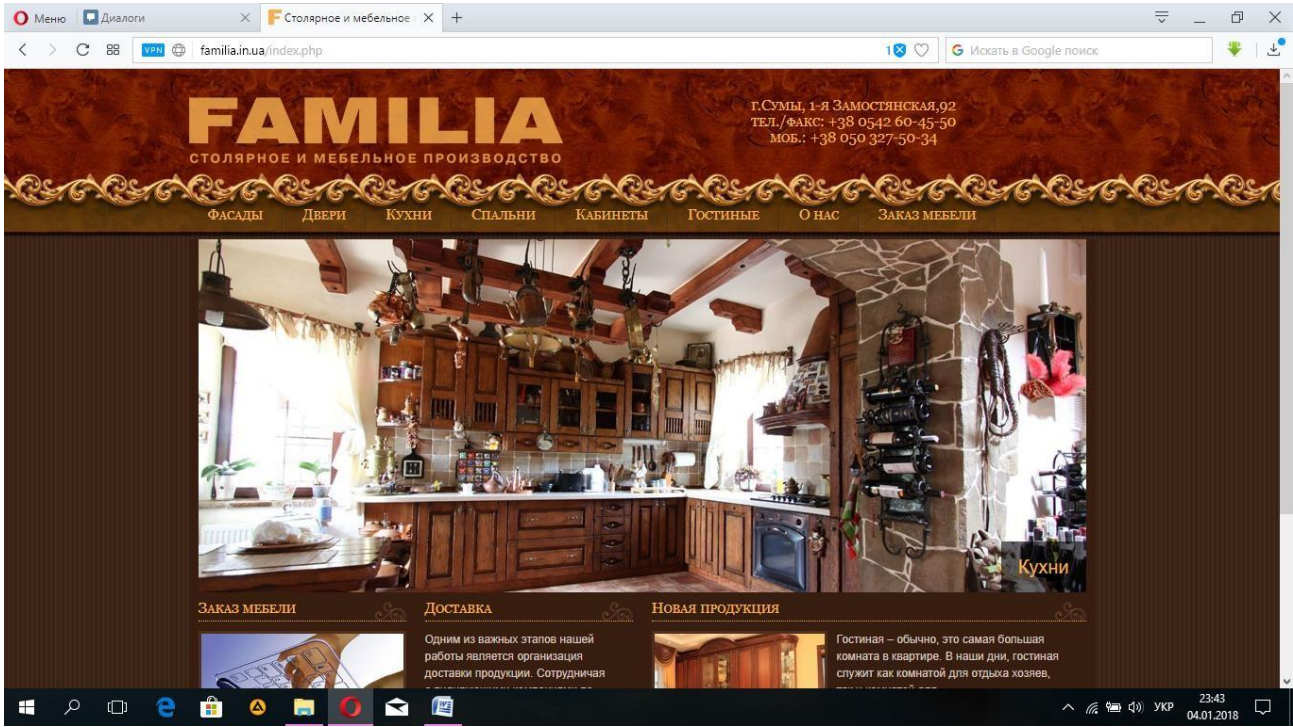 Меню
Диалоги
Столярное и мебельное
VPN
familia.in.ua/index.php
1
Искать в Google поиск
FAMILIA
СТОЛЯРНОЕ И МЕБЕЛЬНОЕ ПРОИЗВОДСТВО
г.Сумы, 1-я Замостянская,92
тел./факс: +38 0542 60-45-50
моб.: +38 050 327-50-34
Фасады Двери Кухни Спальни Кабинеты Гостиные О нас Заказ мебели
Кухни
Заказ мебели
Доставка
Одним из важных этапов нашей
работы является организация
доставки продукции. Сотрудничая
Новая продукция
Гостиная – обычно, это самая большая
комната в квартире. В наши дни, гостиная
служит как комнатой для отдыха хозяев,
УКР
23:43
04.01.2018